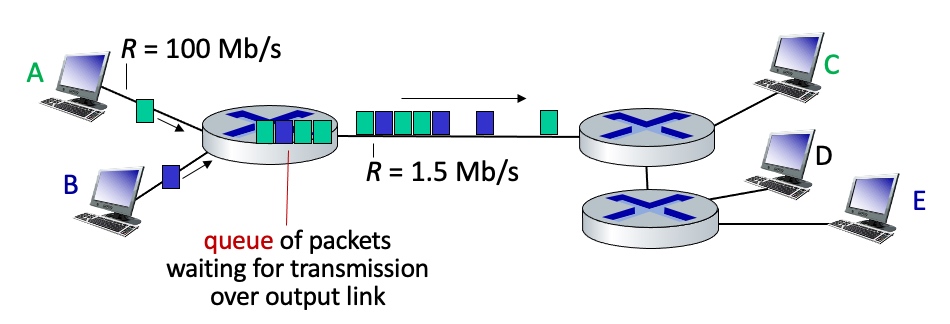 R = 100 Mb/s
A
C
D
R = 1.5 Mb/s
B
E
queue of packets
waiting for transmission
over output link